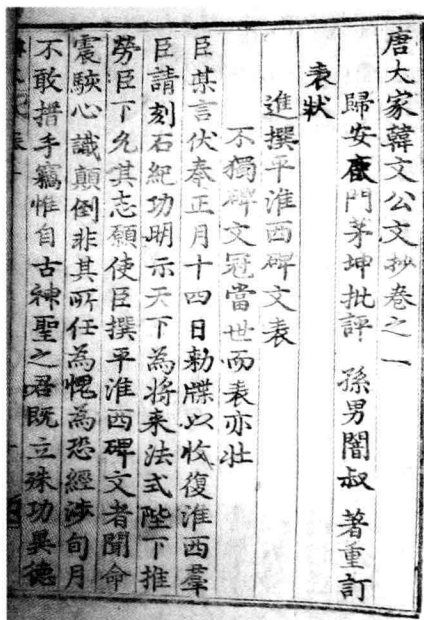 唐大家韓文公文抄卷之一
歸安鹿門茅坤批評　孫男闇叔　著重訂
表狀
進撰平淮西碑文表
不獨碑文冠當世而表亦壯
臣某言伏奉正月十四日勑牒以收復淮西羣
臣請刻石紀功明示天下為將来法式陛下推
勞臣下允其志願使臣撰平淮西碑文者聞命
震駭心識顛倒非其所任為愧為恐經涉旬月
不敢措手竊惟自古神聖之君既立殊功異德